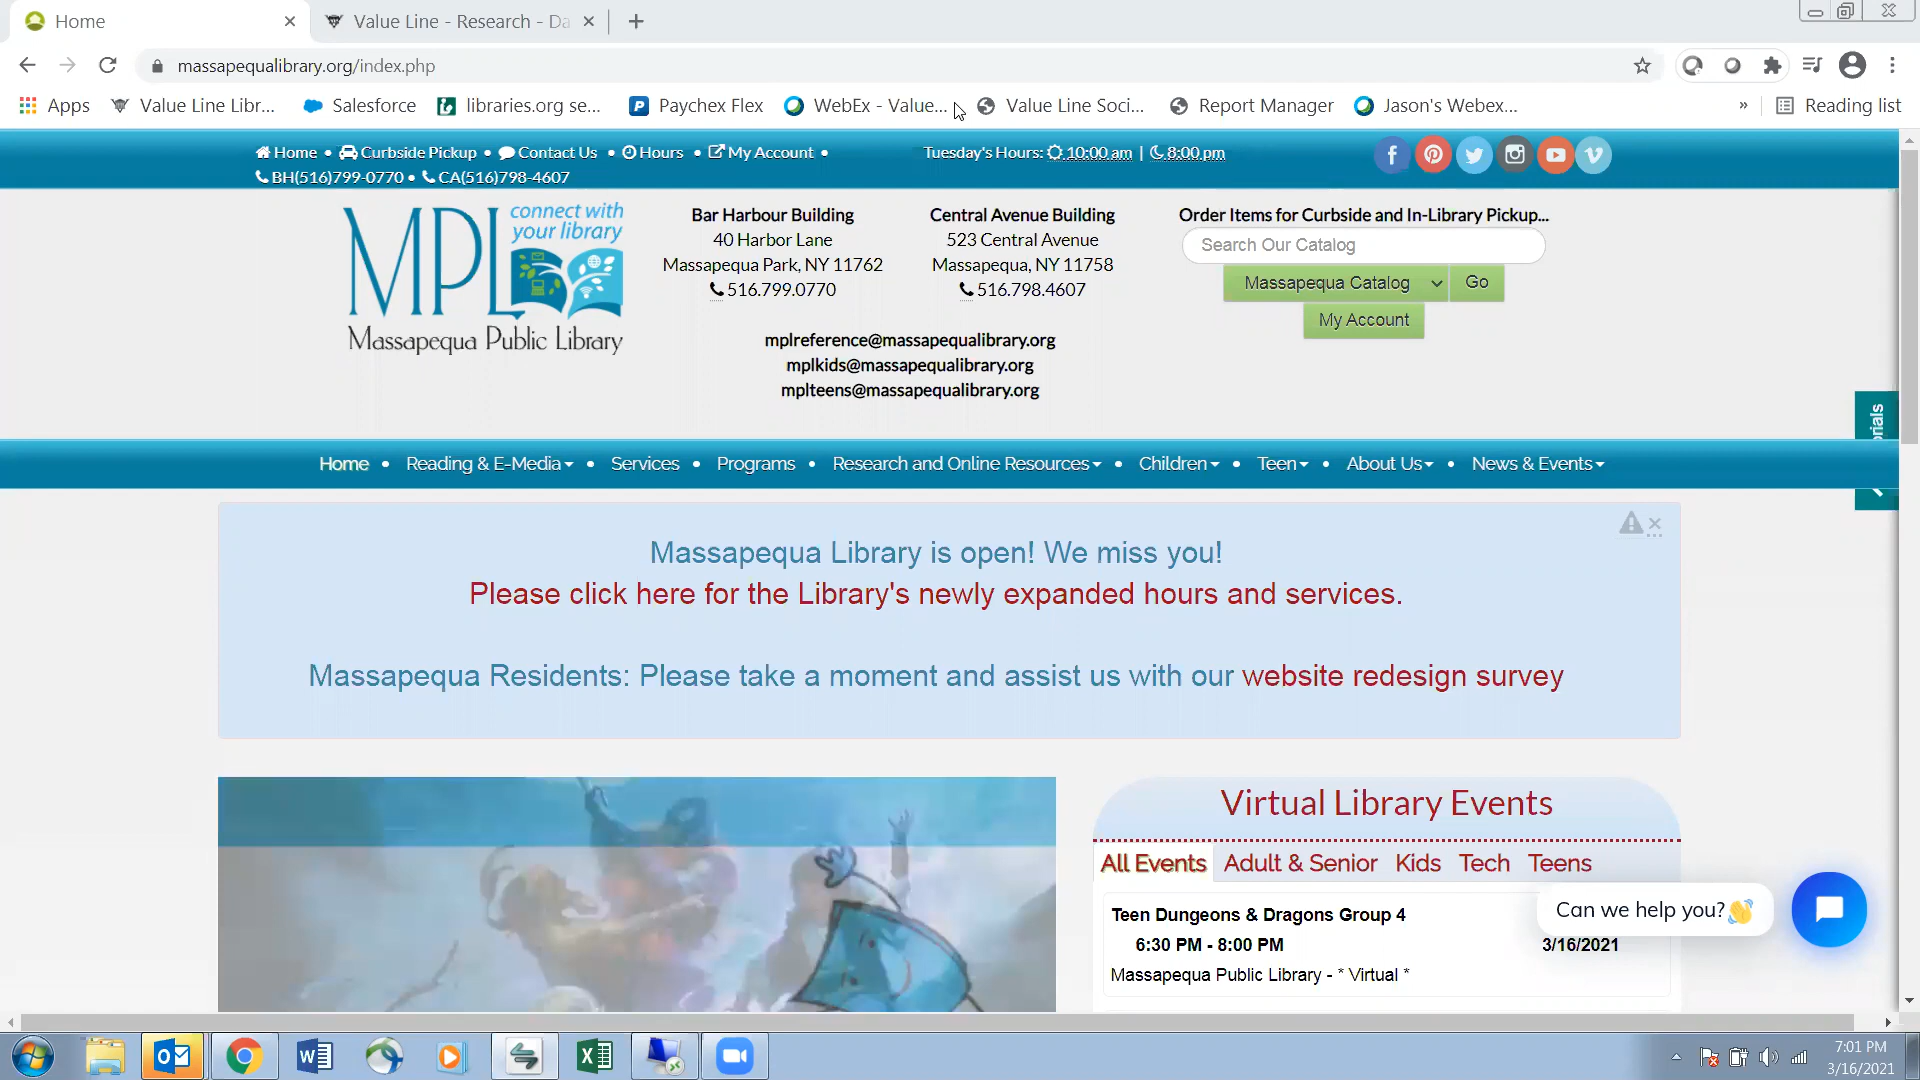 Home
Value Line - Research - Da
massapequalibrary.org/index.php
Apps
Value Line Libr...
Salesforce
libraries.org se...
Paychex Flex
WebEx - Value...
Value Line Soci...
Report Manager
Jason's Webex...
»
Reading list
Home • Curbside Pickup • Contact Us • Hours • My Account •
BH(516)799-0770 • CA(516)798-4607
Tuesday's Hours: 10:00 am | 8:00 pm
connect with
your library
MPL
Massapequa Public Library
Bar Harbour Building
40 Harbor Lane
Massapequa Park, NY 11762
516.799.0770
Central Avenue Building
523 Central Avenue
Massapequa, NY 11758
516.798.4607
mplreference@massapequalibrary.org
mplkids@massapequalibrary.org
mplteens@massapequalibrary.org
Order Items for Curbside and In-Library Pickup...
Search Our Catalog
Massapequa Catalog
Go
My Account
Home • Reading & E-Media • Services • Programs • Research and Online Resources • Children • Teen • About Us • News & Events
Massapequa Library is open! We miss you!
Please click here for the Library's newly expanded hours and services.
Massapequa Residents: Please take a moment and assist us with our website redesign survey
Virtual Library Events
All Events
Adult & Senior
Kids
Tech
Teens
Teen Dungeons & Dragons Group 4
6:30 PM - 8:00 PM
3/16/2021
Massapequa Public Library - * Virtual *
Can we help you?👋
7:01 PM
3/16/2021